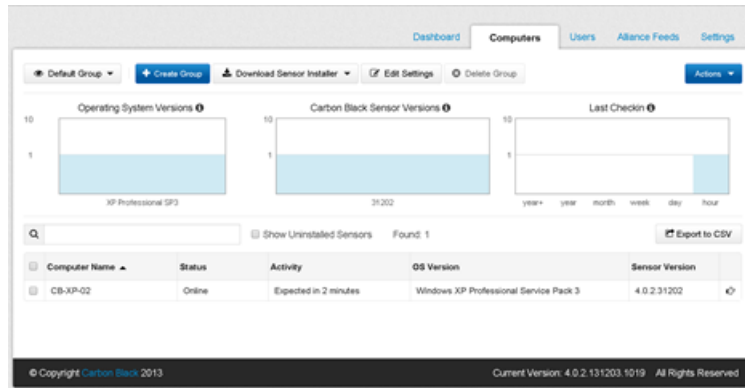 Dashboard Computers Users Alliance Feeds Settings
Default Group Create Group Download Sensor Installer Edit Settings Delete Group Actions
Operating System Versions Carbon Black Sensor Versions Last Checkin
10 10 10
1 1 1
XP Professional SP3 31202 year+ year month week day hour
Show Uninstalled Sensors Found: 1 Export to CSV
Computer Name Status Activity OS Version Sensor Version
CB-XP-02 Online Expected in 2 minutes Windows XP Professional Service Pack 3 4.0.2.31202
© Copyright Carbon Black 2013 Current Version: 4.0.2.131203.1019 All Rights Reserved